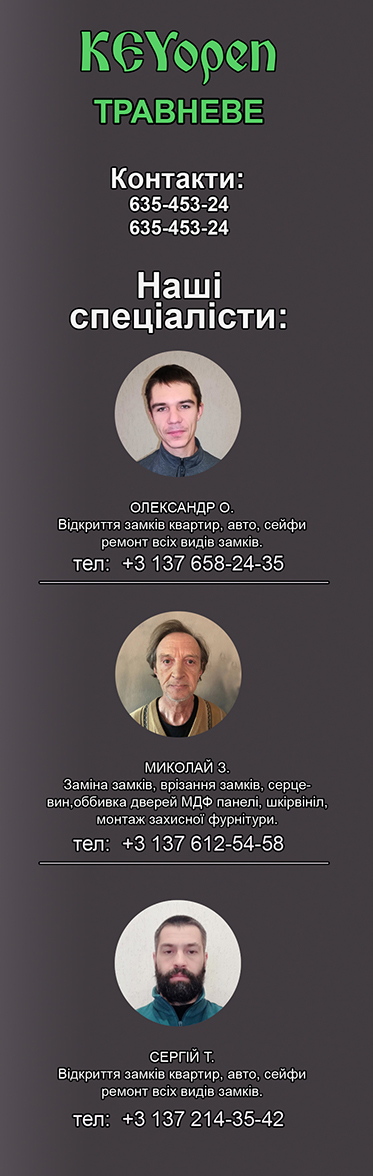 KЄYopen
ТРАВНЕВЕ
Контакти:
635-453-24
635-453-24
Наші
спеціалісти:
ОЛЕКСАНДР О.
Відкриття замків квартир, авто, сейфи
ремонт всіх видів замків.
тел: +3 137 658-24-35
МИКОЛАЙ З.
Заміна замків, врізання замків, серце-
вин,оббивка дверей МДФ панелі, шкірвініл,
монтаж захисної фурнітури.
тел: +3 137 612-54-58
СЕРГІЙ Т.
Відкриття замків квартир, авто, сейфи
ремонт всіх видів замків.
тел: +3 137 214-35-42